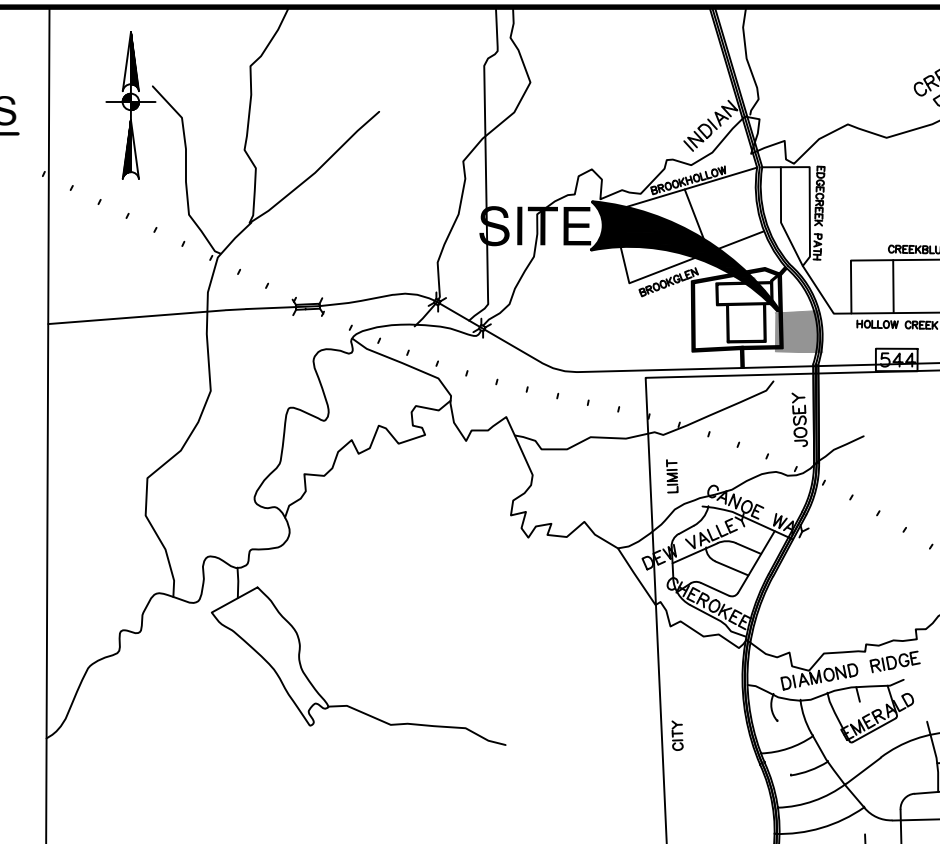 S
INDIAN
BROOKHOLLOW
EDGECREEK PATH
SITE
CREEKBLU
BROOKGLEN
HOLLOW CREEK
544
JOSEY
LIMIT
CANOE WAY
DEW VALLEY
CHEROKEE
DIAMOND RIDGE
EMERALD
CITY